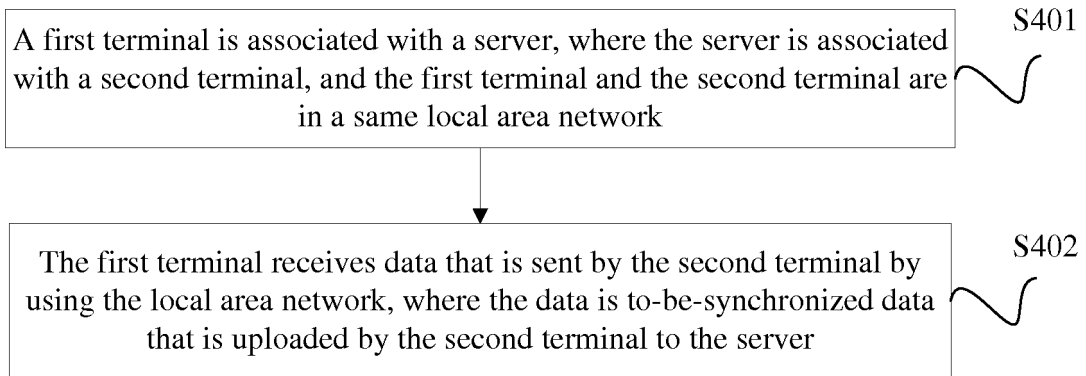 S401
A first terminal is associated with a server, where the server is associated
with a second terminal, and the first terminal and the second terminal are
in a same local area network
S402
The first terminal receives data that is sent by the second terminal by
using the local area network, where the data is to-be-synchronized data
that is uploaded by the second terminal to the server